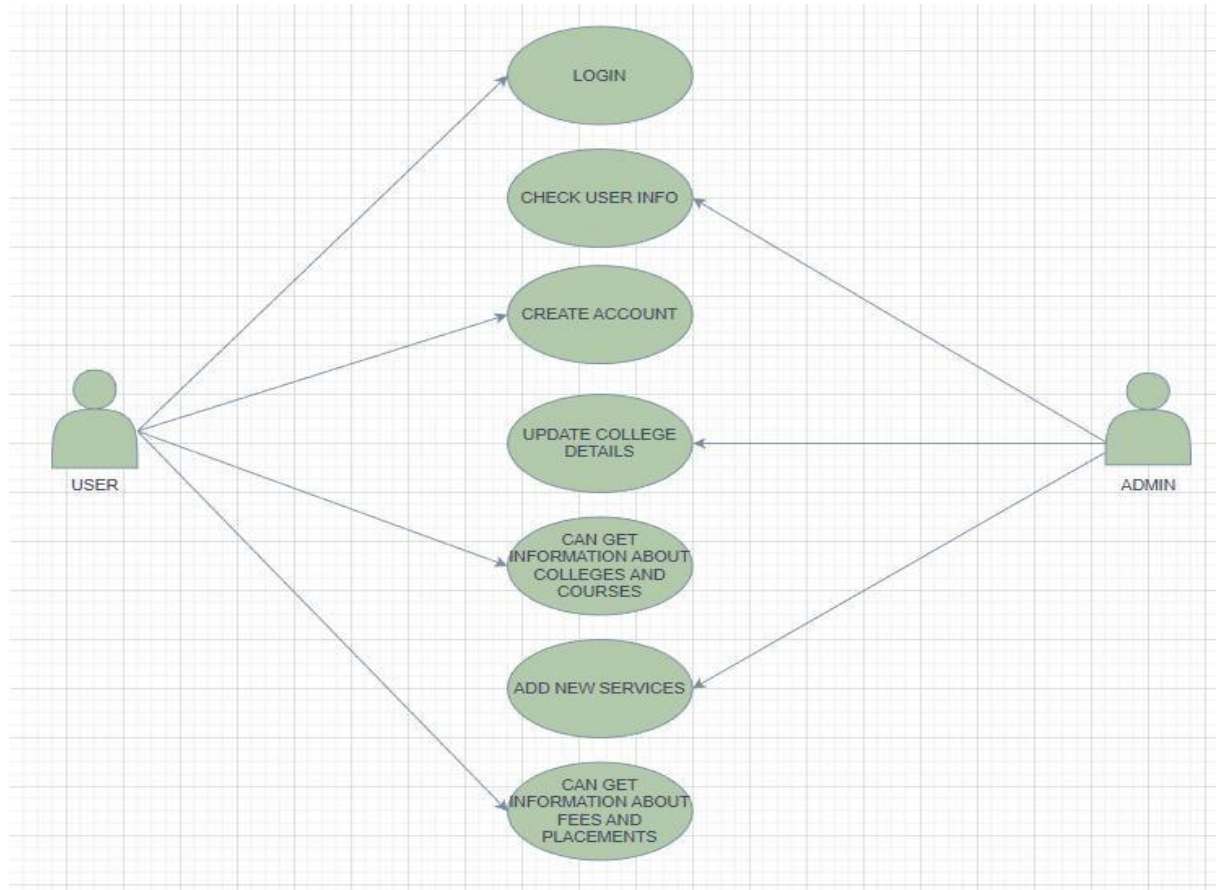 LOGIN
CHECK USER INFO
CREATE ACCOUNT
UPDATE COLLEGE
DETAILS
USER
ADMIN
CAN GET
INFORMATION ABOUT
COLLEGES AND
COURSES
ADD NEW SERVICES
CAN GET
INFORMATION ABOUT
FEES AND
PLACEMENTS